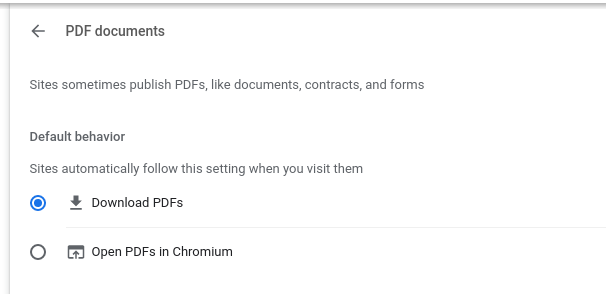 PDF documents
Sites sometimes publish PDFs, like documents, contracts, and forms
Default behavior
Sites automatically follow this setting when you visit them
Download PDFs
Open PDFs in Chromium